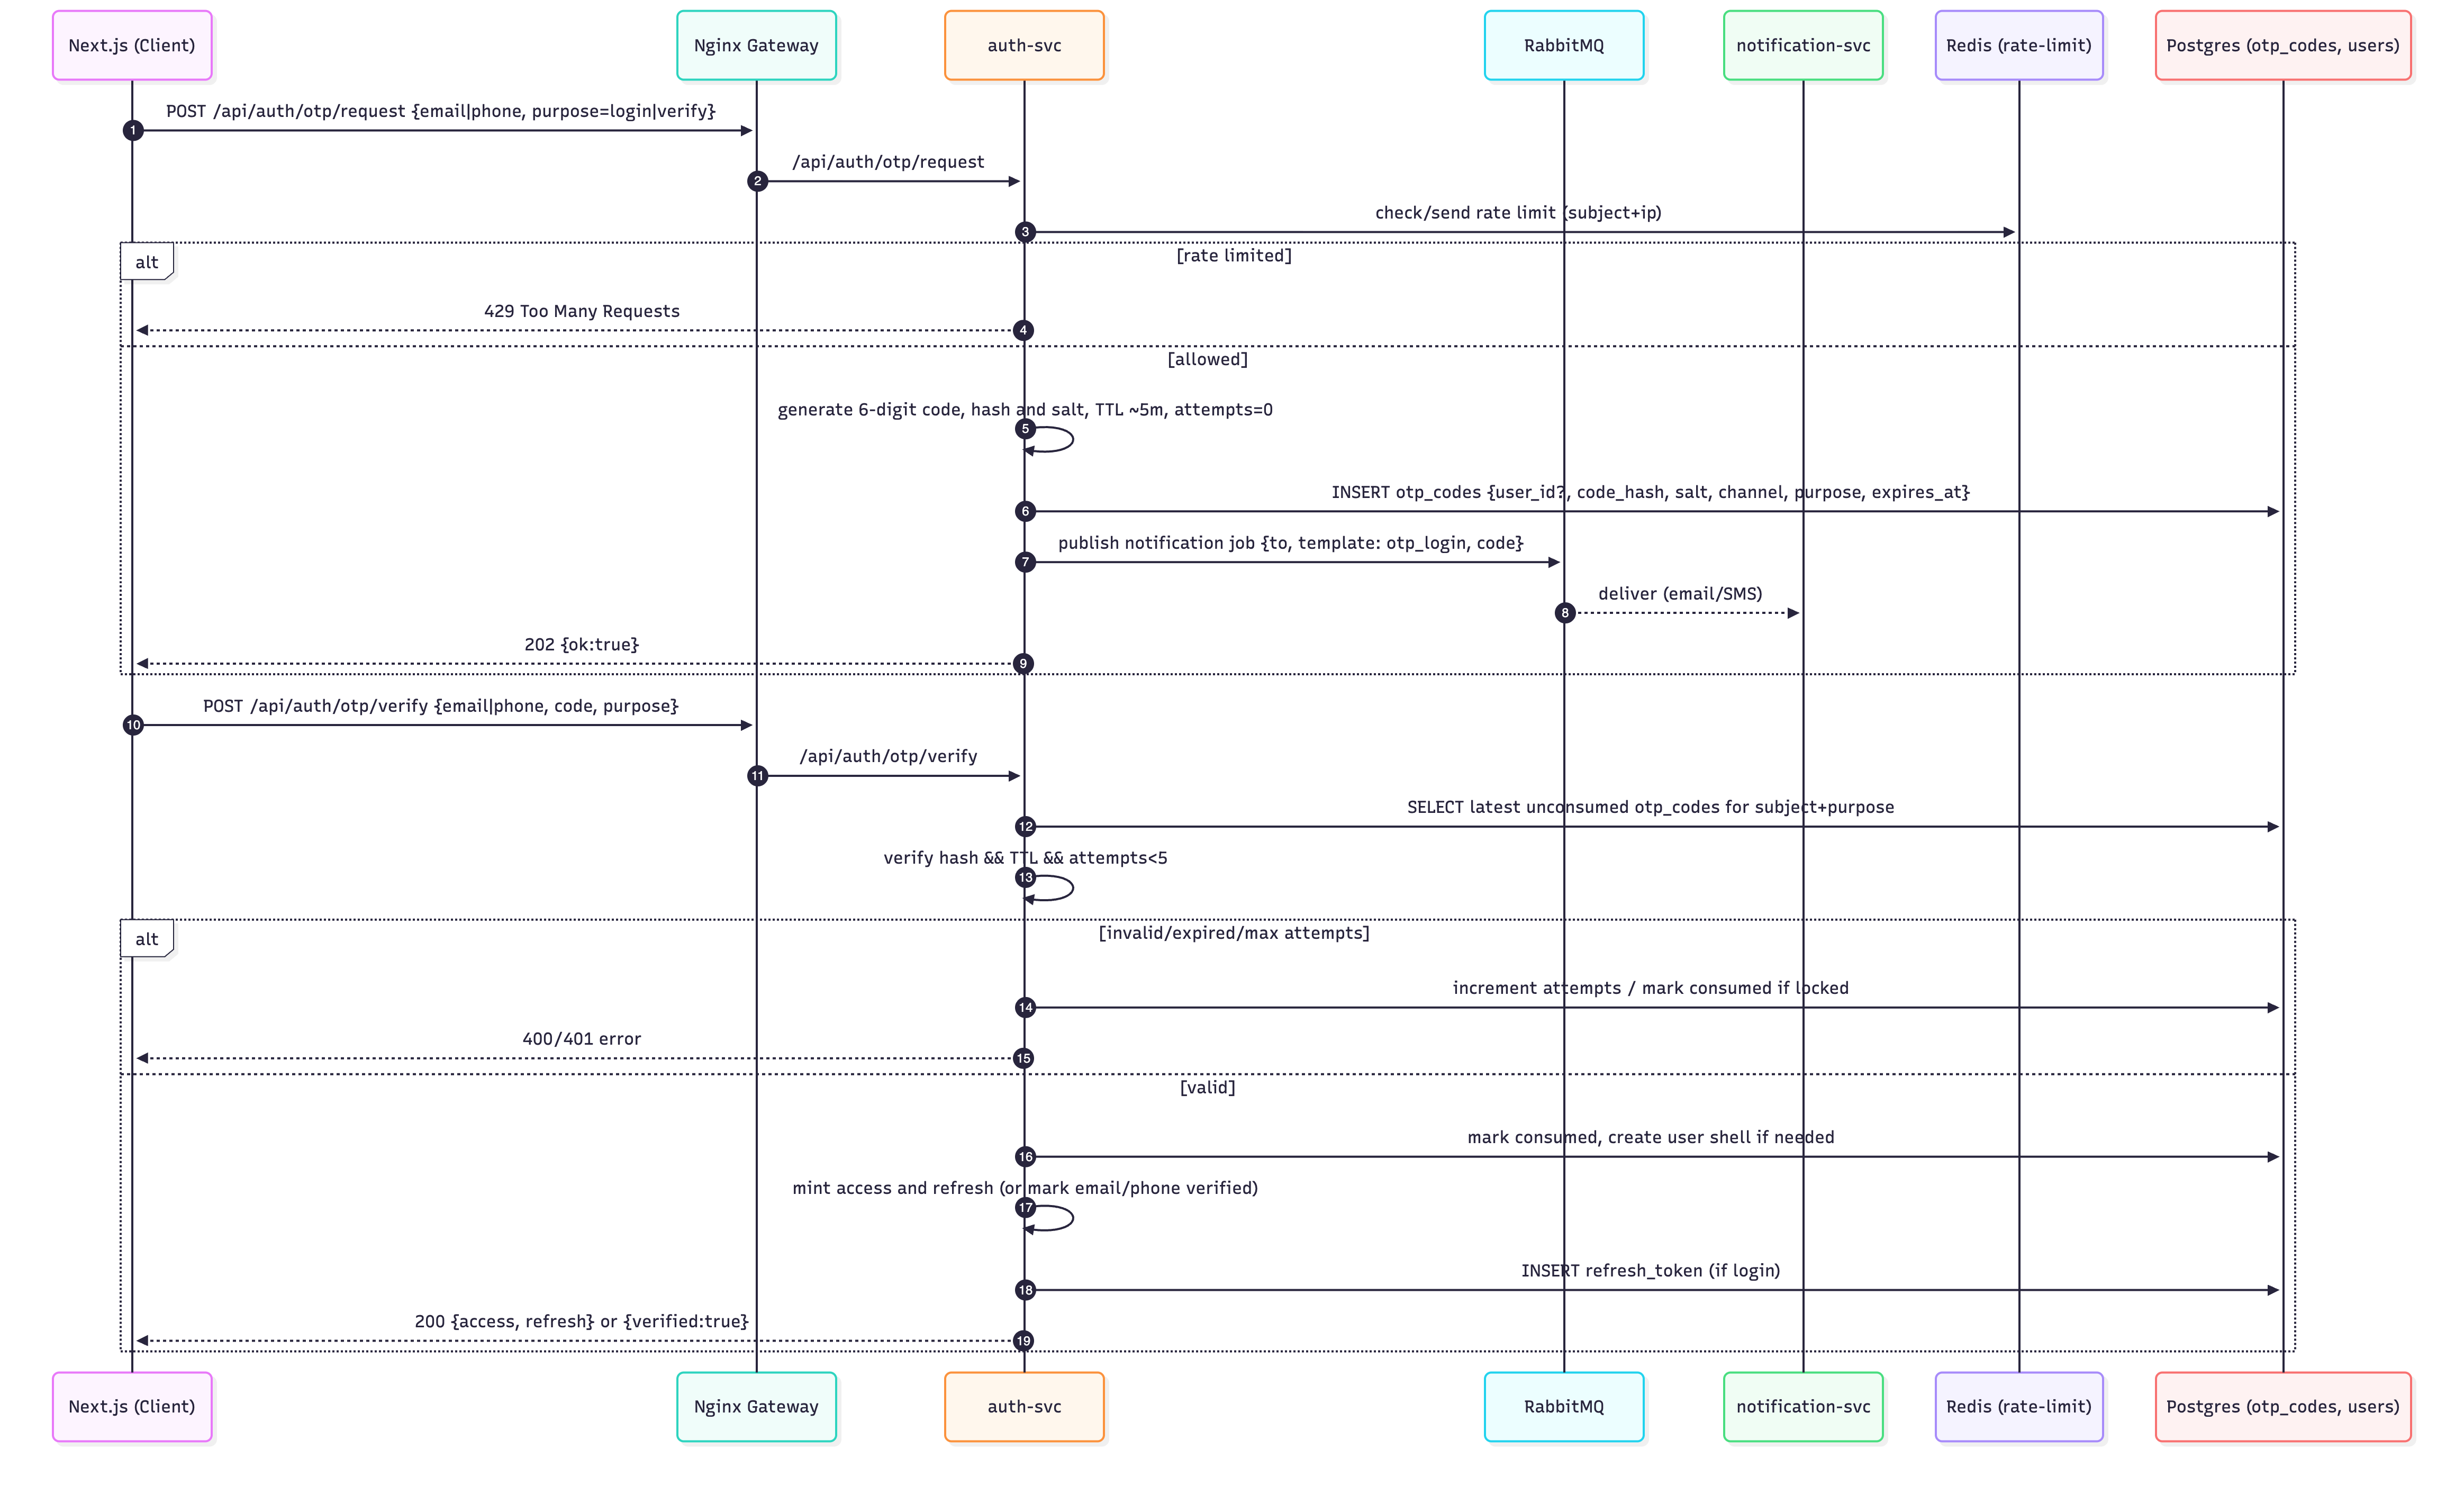 Next.js (Client)
Nginx Gateway
auth-svc
RabbitMQ
notification-svc
Redis (rate-limit)
Postgres (otp_codes, users)
POST /api/auth/otp/request {email|phone, purpose=login|verify}
1
/api/auth/otp/request
2
check/send rate limit (subject+ip)
3
alt
[rate limited]
429 Too Many Requests
4
[allowed]
generate 6-digit code, hash and salt, TTL ~5m, attempts=0
5
INSERT otp_codes {user_id?, code_hash, salt, channel, purpose, expires_at}
6
publish notification job {to, template: otp_login, code}
7
deliver (email/SMS)
8
202 {ok:true}
9
POST /api/auth/otp/verify {email|phone, code, purpose}
10
/api/auth/otp/verify
11
SELECT latest unconsumed otp_codes for subject+purpose
12
verify hash && TTL && attempts<5
13
alt
[invalid/expired/max attempts]
increment attempts / mark consumed if locked
14
400/401 error
15
[valid]
mark consumed, create user shell if needed
16
mint access and refresh (or mark email/phone verified)
17
INSERT refresh_token (if login)
18
200 {access, refresh} or {verified:true}
19
Next.js (Client)
Nginx Gateway
auth-svc
RabbitMQ
notification-svc
Redis (rate-limit)
Postgres (otp_codes, users)